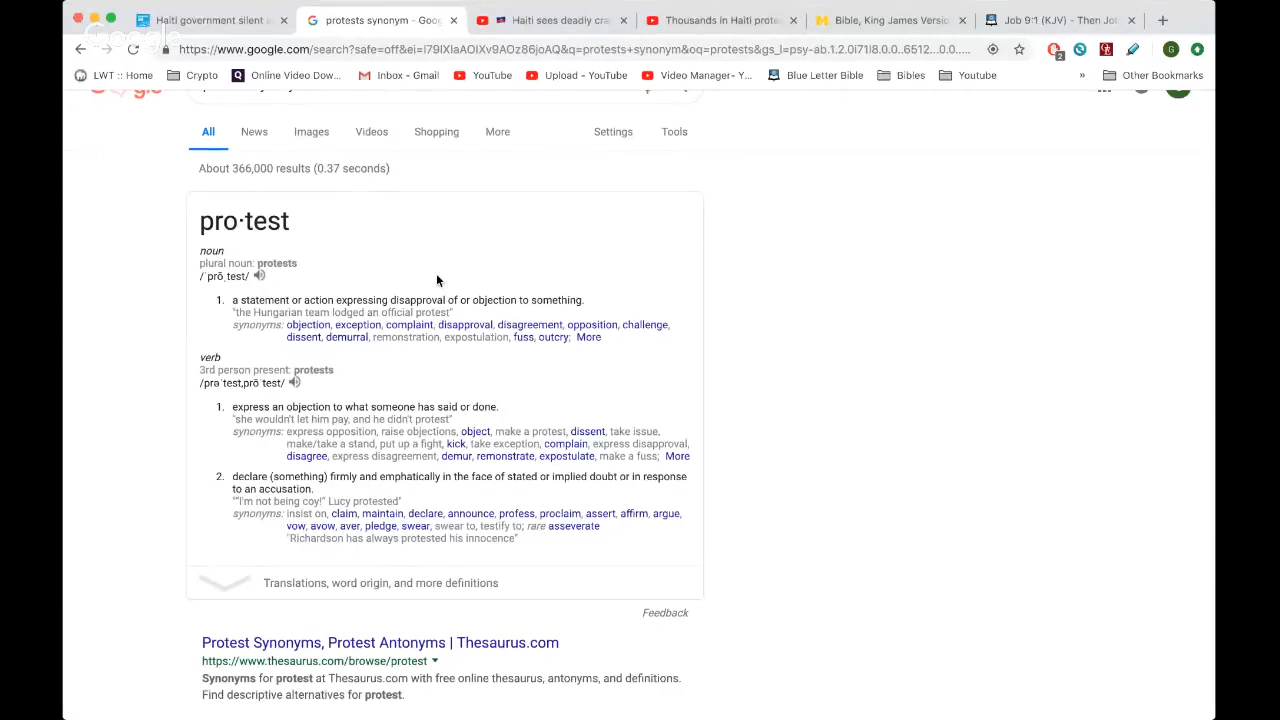 Haiti government silent a
protests synonym - Goog
Haiti sees deadly cra
Thousands in Haiti prote
Bible, King James Versio
Job 9:1 (KJV) - Then Jo
Google
https://www.google.com/search?safe=off&ei=i79IXIaAOIXv9AOz86joAQ&q=protests+synonym&oq=protests&gs_l=psy-ab.1.2.0i71l8.0.0..6512...0.0.....
2
G
LWT :: Home
Crypto
Online Video Dow...
Inbox - Gmail
YouTube
Upload - YouTube
Video Manager- Y...
Blue Letter Bible
Bibles
Youtube
»
Other Bookmarks
All
News
Images
Videos
Shopping
More
Settings
Tools
About 366,000 results (0.37 seconds)
pro·test
noun
plural noun: protests
/ˈprōˌtest/
1. a statement or action expressing disapproval of or objection to something.
"the Hungarian team lodged an official protest"
synonyms: objection, exception, complaint, disapproval, disagreement, opposition, challenge,
dissent, demurral, remonstration, expostulation, fuss, outcry; More
verb
3rd person present: protests
/prəˈtest,prōˈtest/
1. express an objection to what someone has said or done.
"she wouldn't let him pay, and he didn't protest"
synonyms: express opposition, raise objections, object, make a protest, dissent, take issue,
make/take a stand, put up a fight, kick, take exception, complain, express disapproval,
disagree, express disagreement, demur, remonstrate, expostulate, make a fuss; More
2. declare (something) firmly and emphatically in the face of stated or implied doubt or in response
to an accusation.
"“I'm not being coy!” Lucy protested"
synonyms: insist on, claim, maintain, declare, announce, profess, proclaim, assert, affirm, argue,
vow, avow, aver, pledge, swear, swear to, testify to; rare asseverate
"Richardson has always protested his innocence"
Translations, word origin, and more definitions
Feedback
Protest Synonyms, Protest Antonyms | Thesaurus.com
https://www.thesaurus.com/browse/protest
Synonyms for protest at Thesaurus.com with free online thesaurus, antonyms, and definitions.
Find descriptive alternatives for protest.